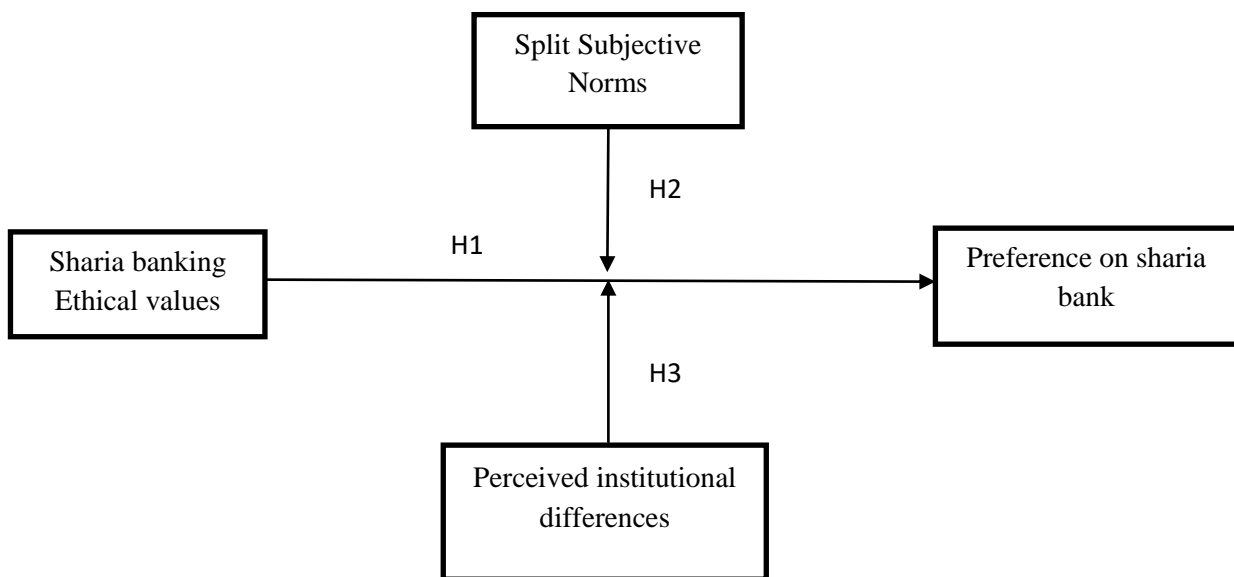 Split Subjective
Norms
H2
H1
Sharia banking
Ethical values
Preference on sharia
bank
H3
Perceived institutional
differences